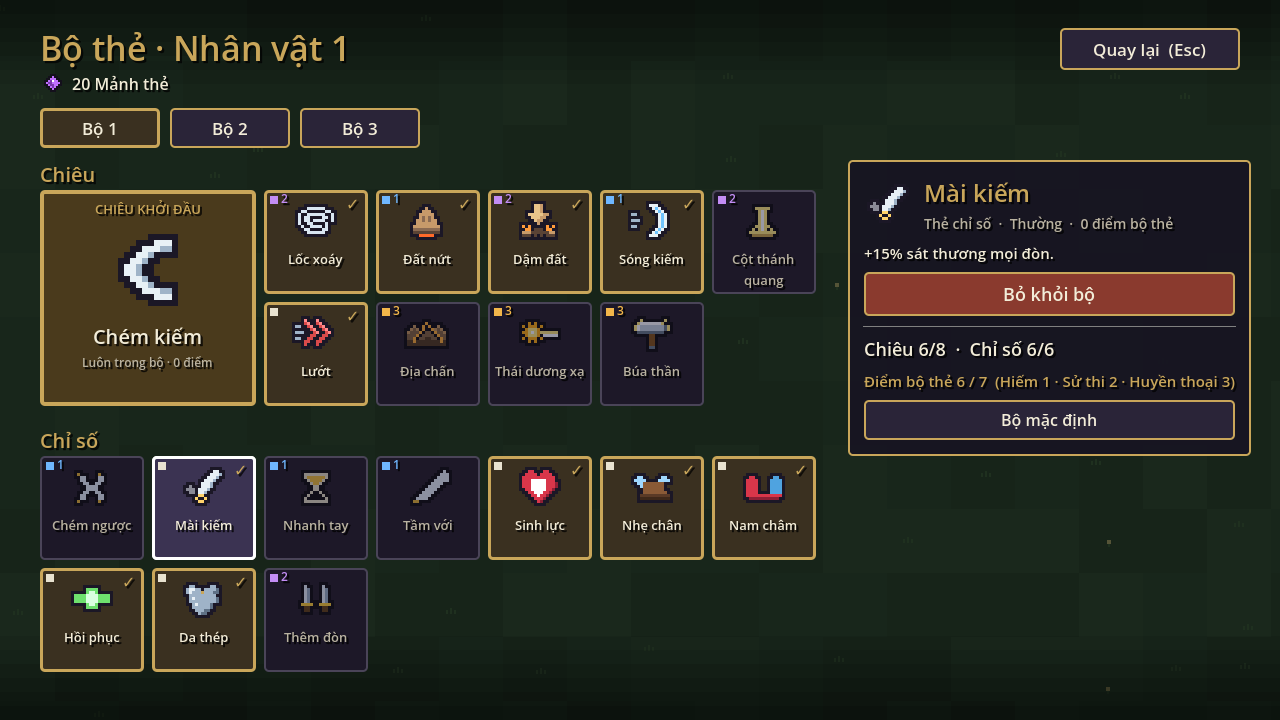 Bộ thẻ · Nhân vật 1
20 Mảnh thẻ
Quay lại (Esc)
Bộ 1
Bộ 2
Bộ 3
Chiêu
CHIÊU KHỞI ĐẦU
Chém kiếm
Luôn trong bộ · 0 điểm
2 ✓
Lốc xoáy
1 ✓
Đất nứt
2 ✓
Dậm đất
1 ✓
Sóng kiếm
2
Cột thánh
quang
✓
Lướt
3
Địa chấn
3
Thái dương xạ
3
Búa thần
Chỉ số
1
Chém ngược
✓
Mài kiếm
1
Nhanh tay
1
Tầm với
✓
Sinh lực
✓
Nhẹ chân
✓
Nam châm
✓
Hồi phục
✓
Da thép
2
Thêm đòn
Mài kiếm
Thẻ chỉ số · Thường · 0 điểm bộ thẻ
+15% sát thương mọi đòn.
Bỏ khỏi bộ
Chiêu 6/8 · Chỉ số 6/6
Điểm bộ thẻ 6 / 7 (Hiếm 1 · Sử thi 2 · Huyền thoại 3)
Bộ mặc định